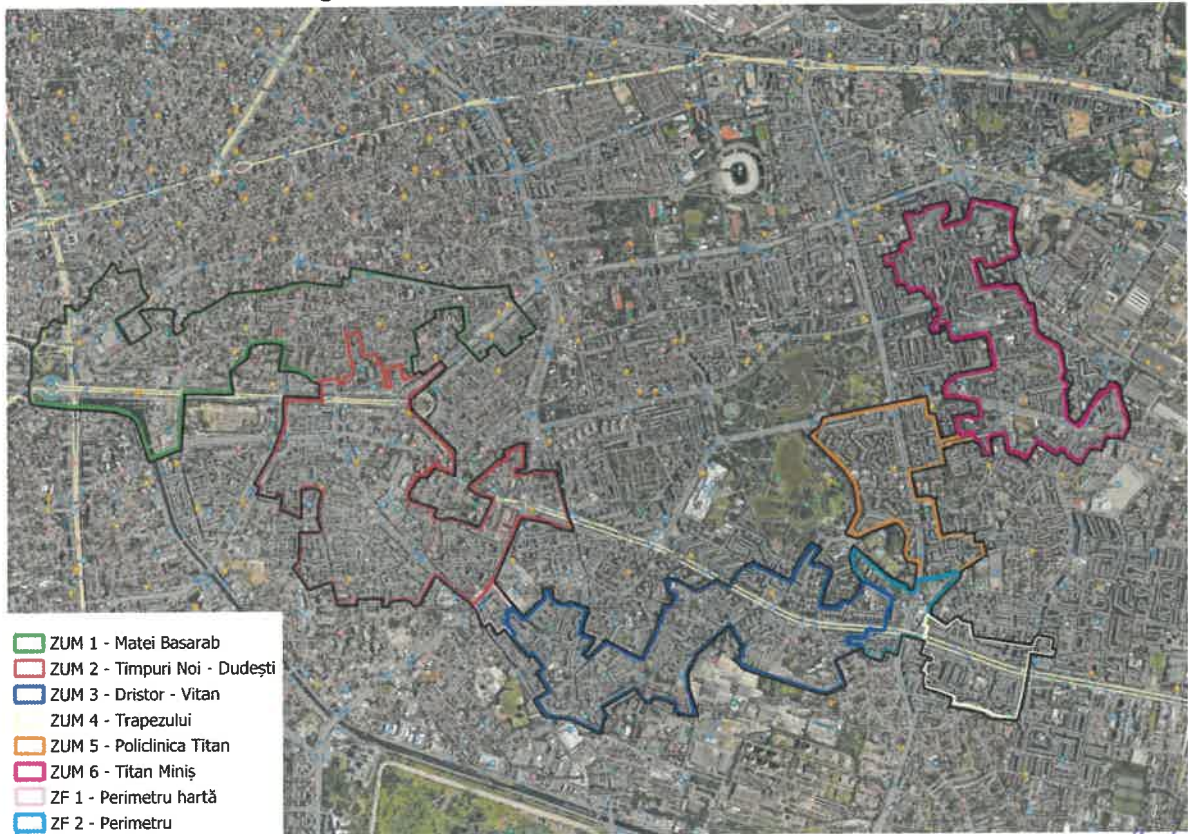 ZUM 1 - Matei Basarab
ZUM 2 - Timpuri Noi - Dudești
ZUM 3 - Dristor - Vitan
ZUM 4 - Trapezului
ZUM 5 - Policlinica Titan
ZUM 6 - Titan Miniș
ZF 1 - Perimetru hartă
ZF 2 - Perimetru